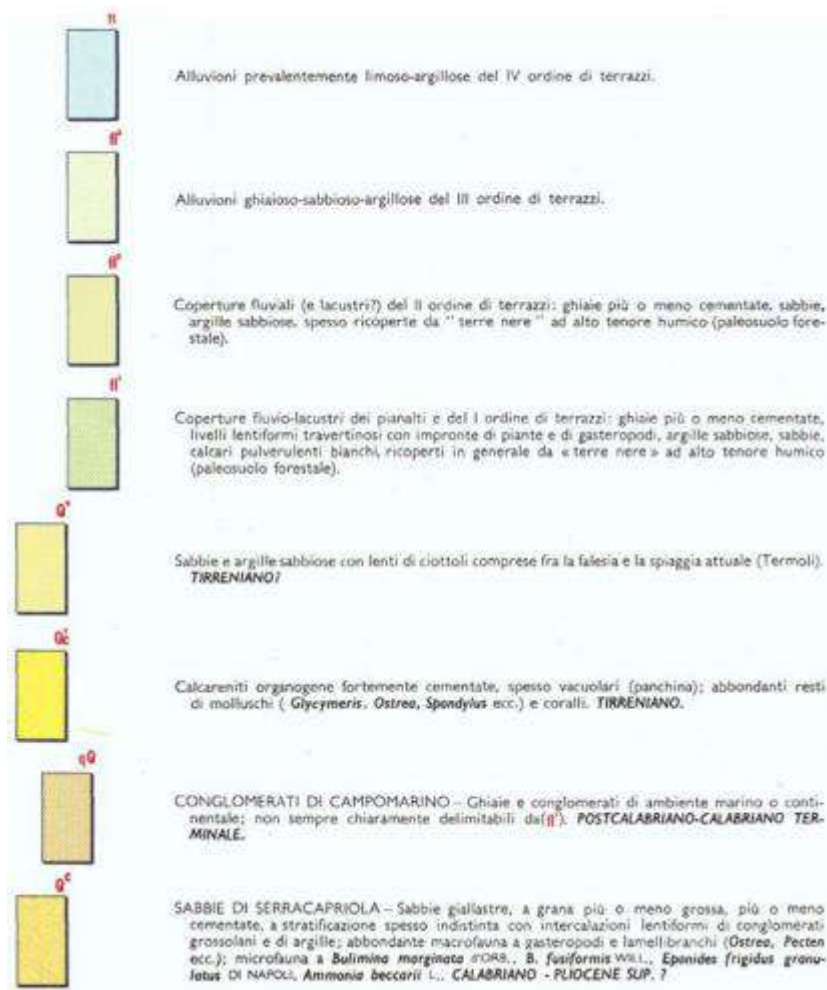 fl
Alluvioni prevalentemente limoso-argillose del IV ordine di terrazzi.
fl³
Alluvioni ghiaioso-sabbioso-argillose del III ordine di terrazzi.
fl²
Coperture fluviali (e lacustri?) del II ordine di terrazzi: ghiaie più o meno cementate, sabbie,
argille sabbiose, spesso ricoperte da " terre nere " ad alto tenore humico (paleosuolo fore-
stale).
fl¹
Coperture fluvio-lacustri dei pianalti e del I ordine di terrazzi: ghiaie più o meno cementate,
livelli lentiformi travertinosi con impronte di piante e di gasteropodi, argille sabbiose, sabbie,
calcari pulverulenti bianchi, ricoperti in generale da « terre nere » ad alto tenore humico
(paleosuolo forestale).
Sabbie e argille sabbiose con lenti di ciottoli comprese fra la falesia e la spiaggia attuale (Termoli).
TIRRENIANO?
Calcareniti organogene fortemente cementate, spesso vacuolari (panchina); abbondanti resti
di molluschi ( Glycymeris, Ostrea, Spondylus ecc.) e coralli. TIRRENIANO.
qQ
CONGLOMERATI DI CAMPOMARINO – Ghiaie e conglomerati di ambiente marino o conti-
nentale; non sempre chiaramente delimitabili da(fl¹). POSTCALABRIANO-CALABRIANO TER-
MINALE.
Qᶜ
SABBIE DI SERRACAPRIOLA – Sabbie giallastre, a grana più o meno grossa, più o meno
cementate, a stratificazione spesso indistinta con intercalazioni lentiformi di conglomerati
grossolani e di argille; abbondante macrofauna a gasteropodi e lamellibranchi (Ostrea, Pecten
ecc.); microfauna a Bulimina marginata D'ORB., B. fusiformis WILL., Eponides frigidus granu-
latus DI NAPOLI, Ammonia beccarii L.. CALABRIANO - PLIOCENE SUP. ?